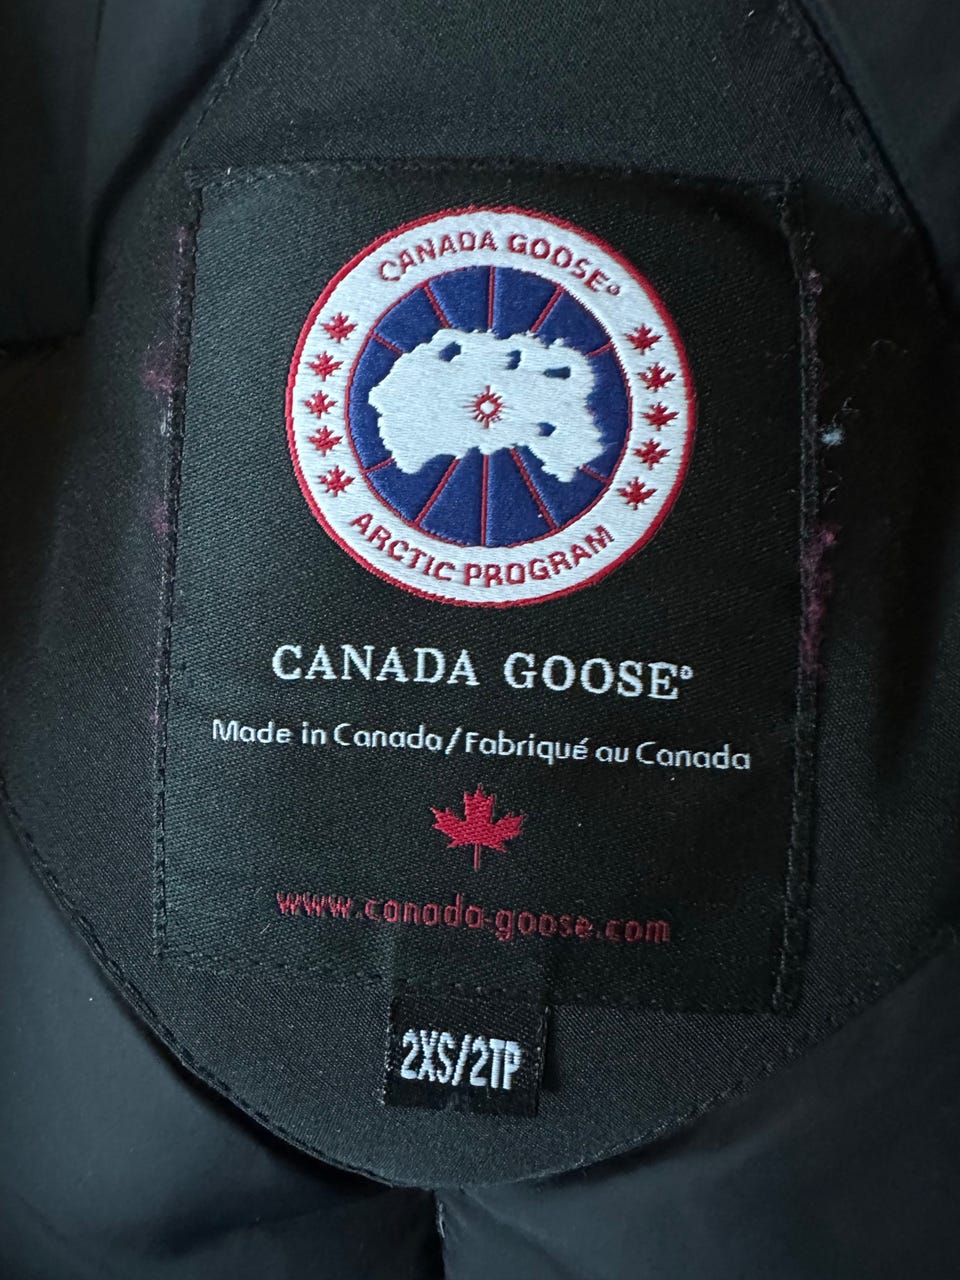 CANADA GOOSE®
ARCTIC PROGRAM
CANADA GOOSE®
Made in Canada/Fabriqué au Canada
www.canada-goose.com
2XS/2TP